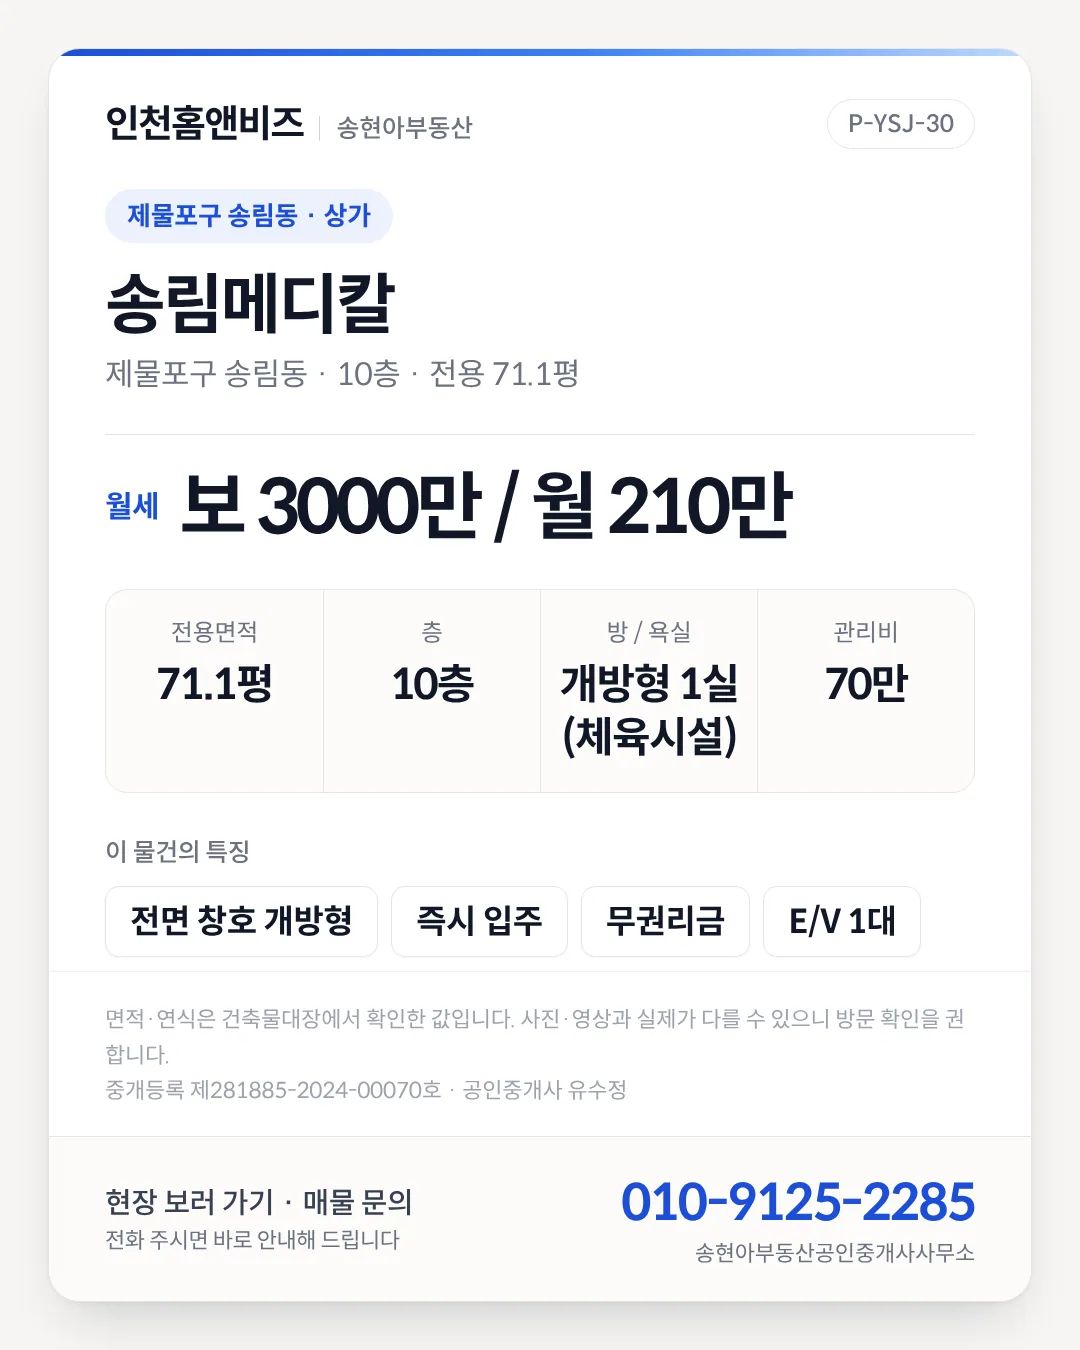 인천홈앤비즈 | 송현아부동산
P-YSJ-30
제물포구 송림동 · 상가
송림메디칼
제물포구 송림동 · 10층 · 전용 71.1평
월세 보 3000만 / 월 210만
전용면적
71.1평
층
10층
방 / 욕실
개방형 1실
(체육시설)
관리비
70만
이 물건의 특징
전면 창호 개방형
즉시 입주
무권리금
E/V 1대
면적·연식은 건축물대장에서 확인한 값입니다. 사진·영상과 실제가 다를 수 있으니 방문 확인을 권
합니다.
중개등록 제281885-2024-00070호 · 공인중개사 유수정
현장 보러 가기 · 매물 문의
전화 주시면 바로 안내해 드립니다
010-9125-2285
송현아부동산공인중개사사무소